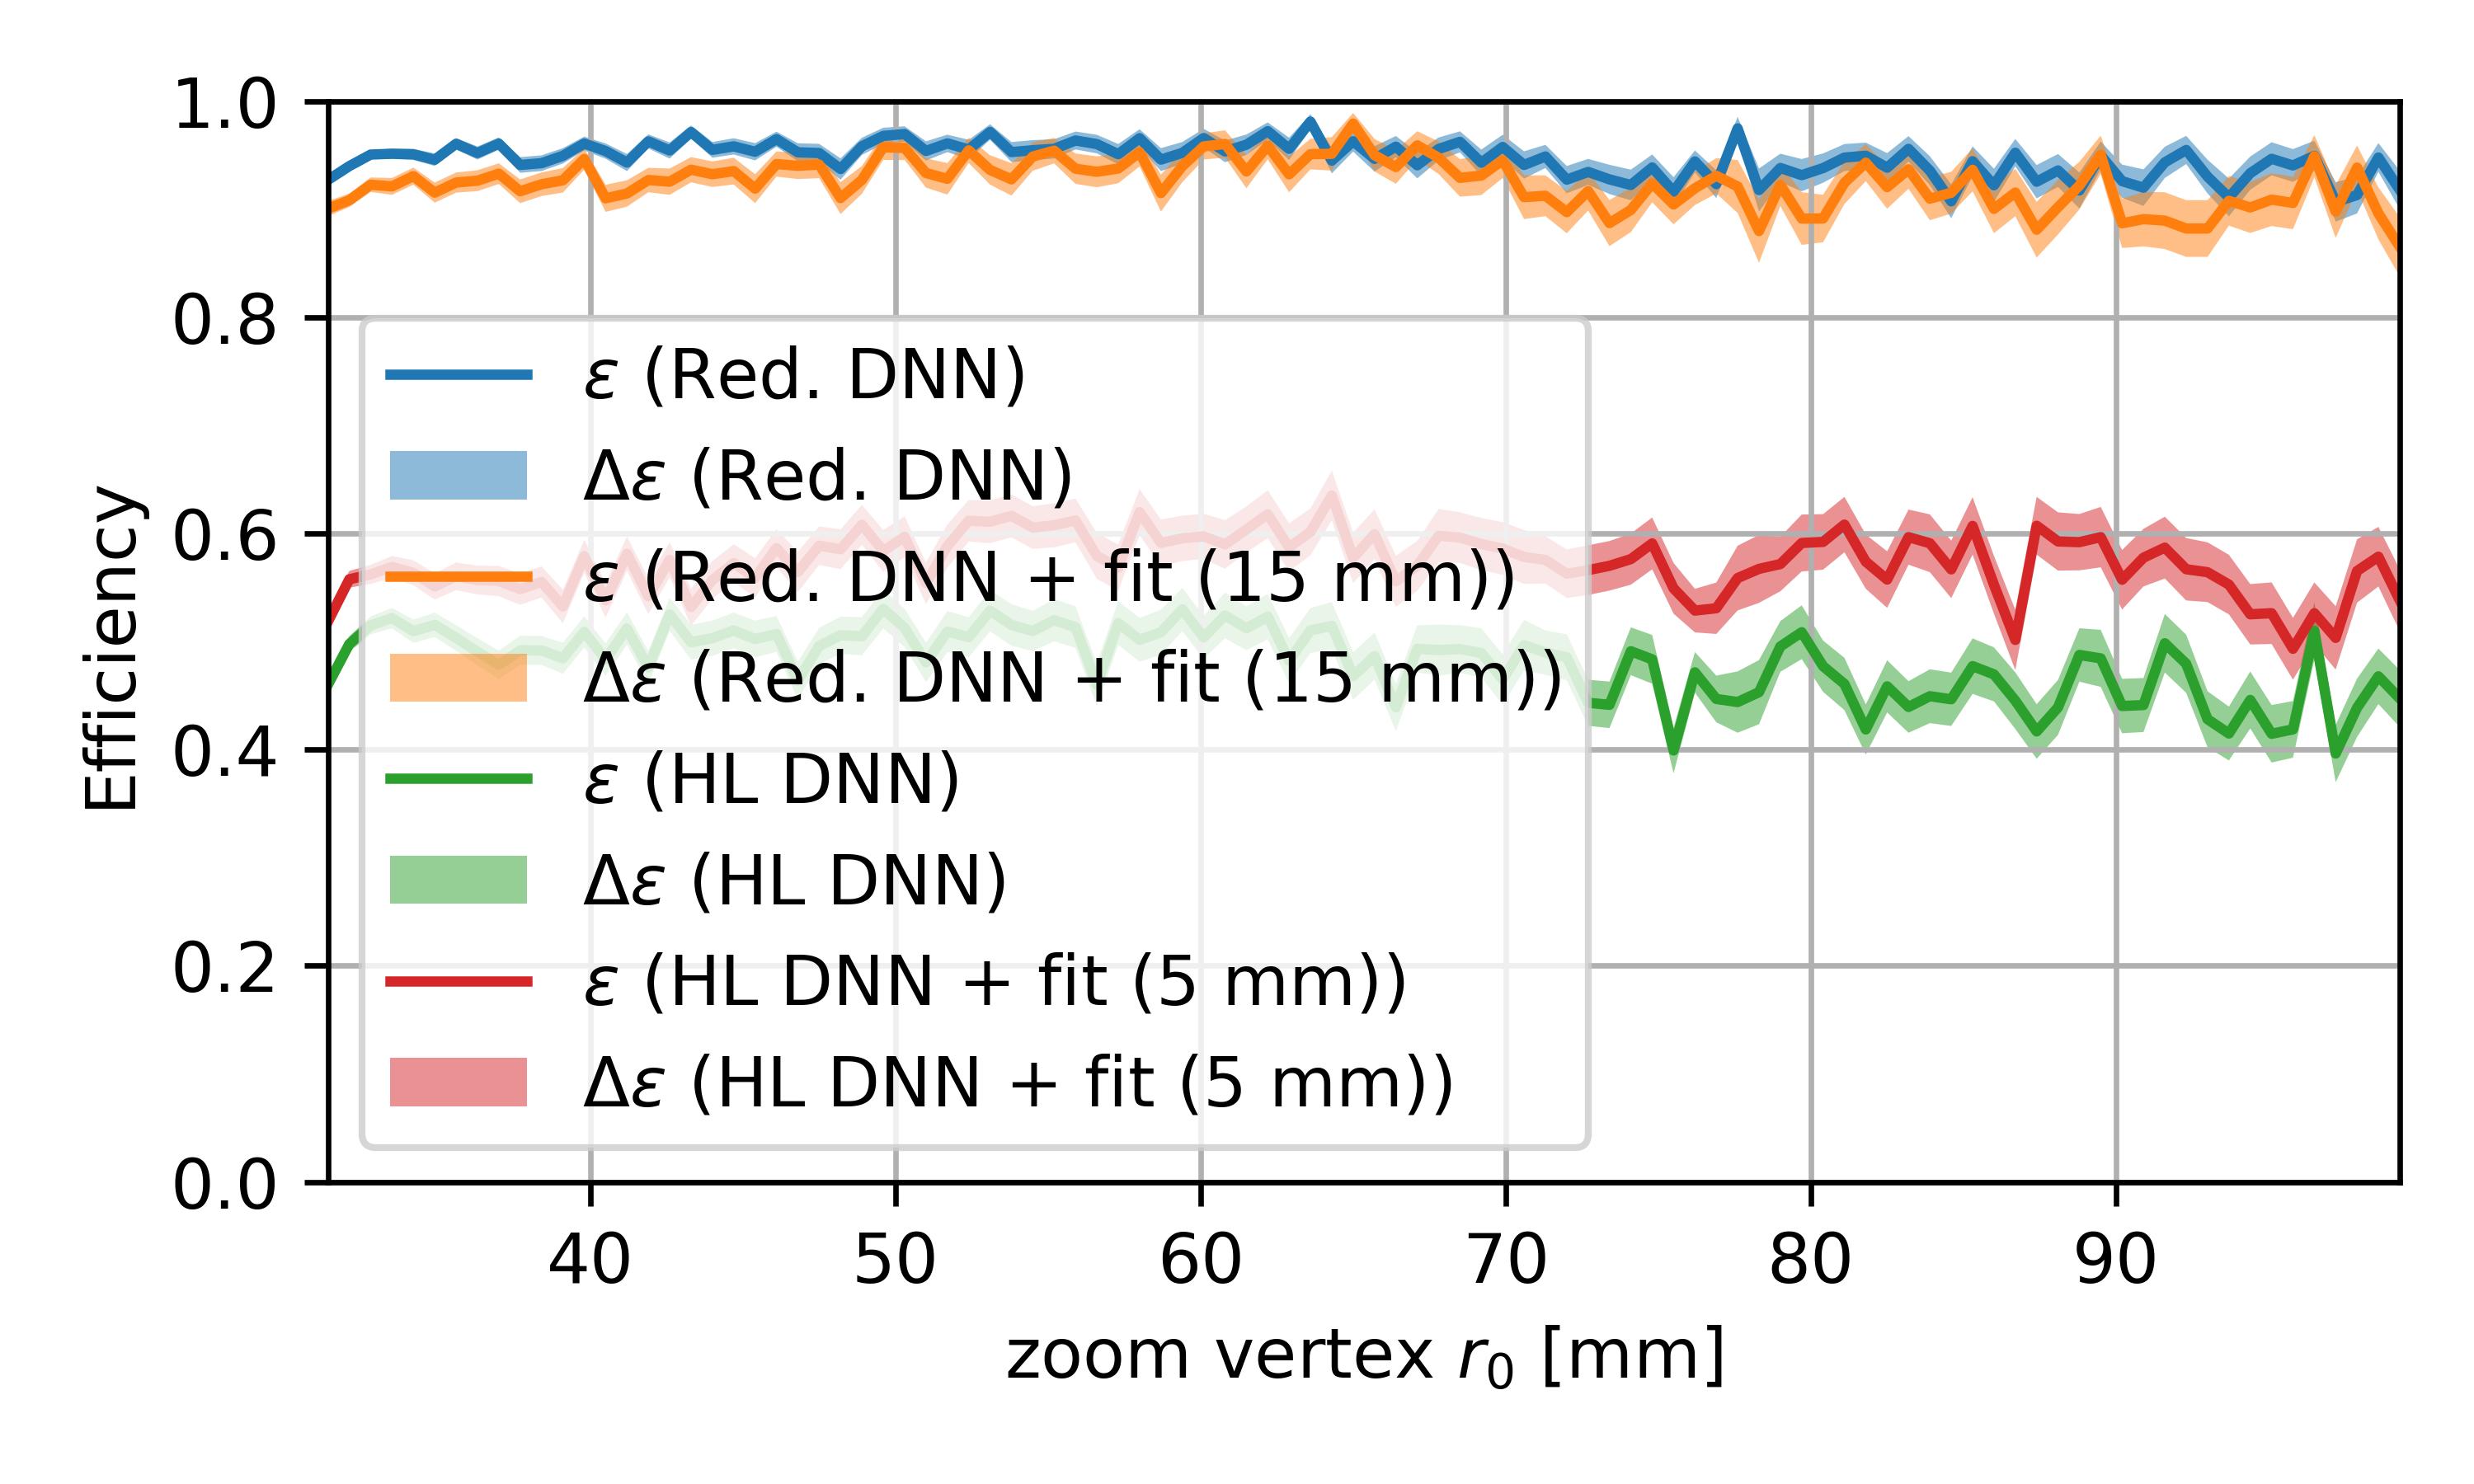 1.0
0.8
0.6
0.4
0.2
0.0
Efficiency
ε (Red. DNN)
Δε (Red. DNN)
ε (Red. DNN + fit (15 mm))
Δε (Red. DNN + fit (15 mm))
ε (HL DNN)
Δε (HL DNN)
ε (HL DNN + fit (5 mm))
Δε (HL DNN + fit (5 mm))
40 50 60 70 80 90
zoom vertex r₀ [mm]